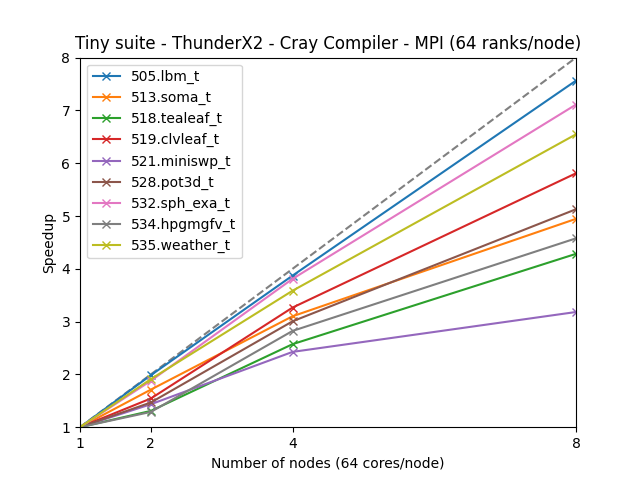 Tiny suite - ThunderX2 - Cray Compiler - MPI (64 ranks/node)
8
7
6
5
4
3
2
1
Speedup
505.lbm_t
513.soma_t
518.tealeaf_t
519.clvleaf_t
521.miniswp_t
528.pot3d_t
532.sph_exa_t
534.hpgmgfv_t
535.weather_t
1 2 4 8
Number of nodes (64 cores/node)